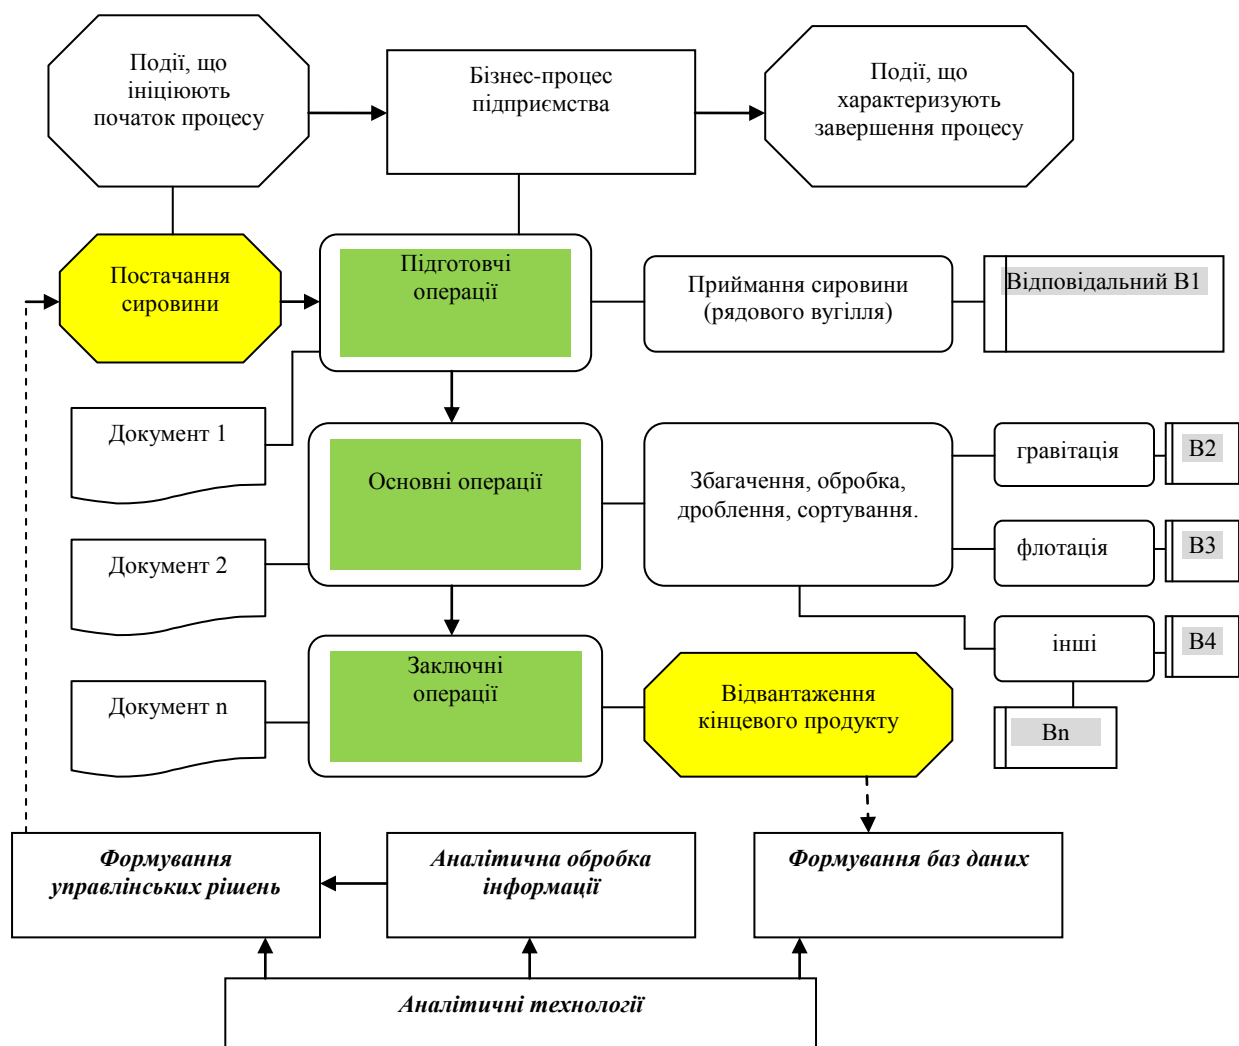 Події, що
ініціюють
початок процесу
Бізнес-процес
підприємства
Події, що
характеризують
завершення процесу
Постачання
сировини
Підготовчі
операції
Приймання сировини
(рядового вугілля)
Відповідальний В1
Документ 1
Основні операції
Збагачення, обробка,
дроблення, сортування.
гравітація
В2
флотація
В3
Документ 2
інші
В4
Заключні
операції
Відвантаження
кінцевого продукту
Документ n
Вn
Формування
управлінських рішень
Аналітична обробка
інформації
Формування баз даних
Аналітичні технології